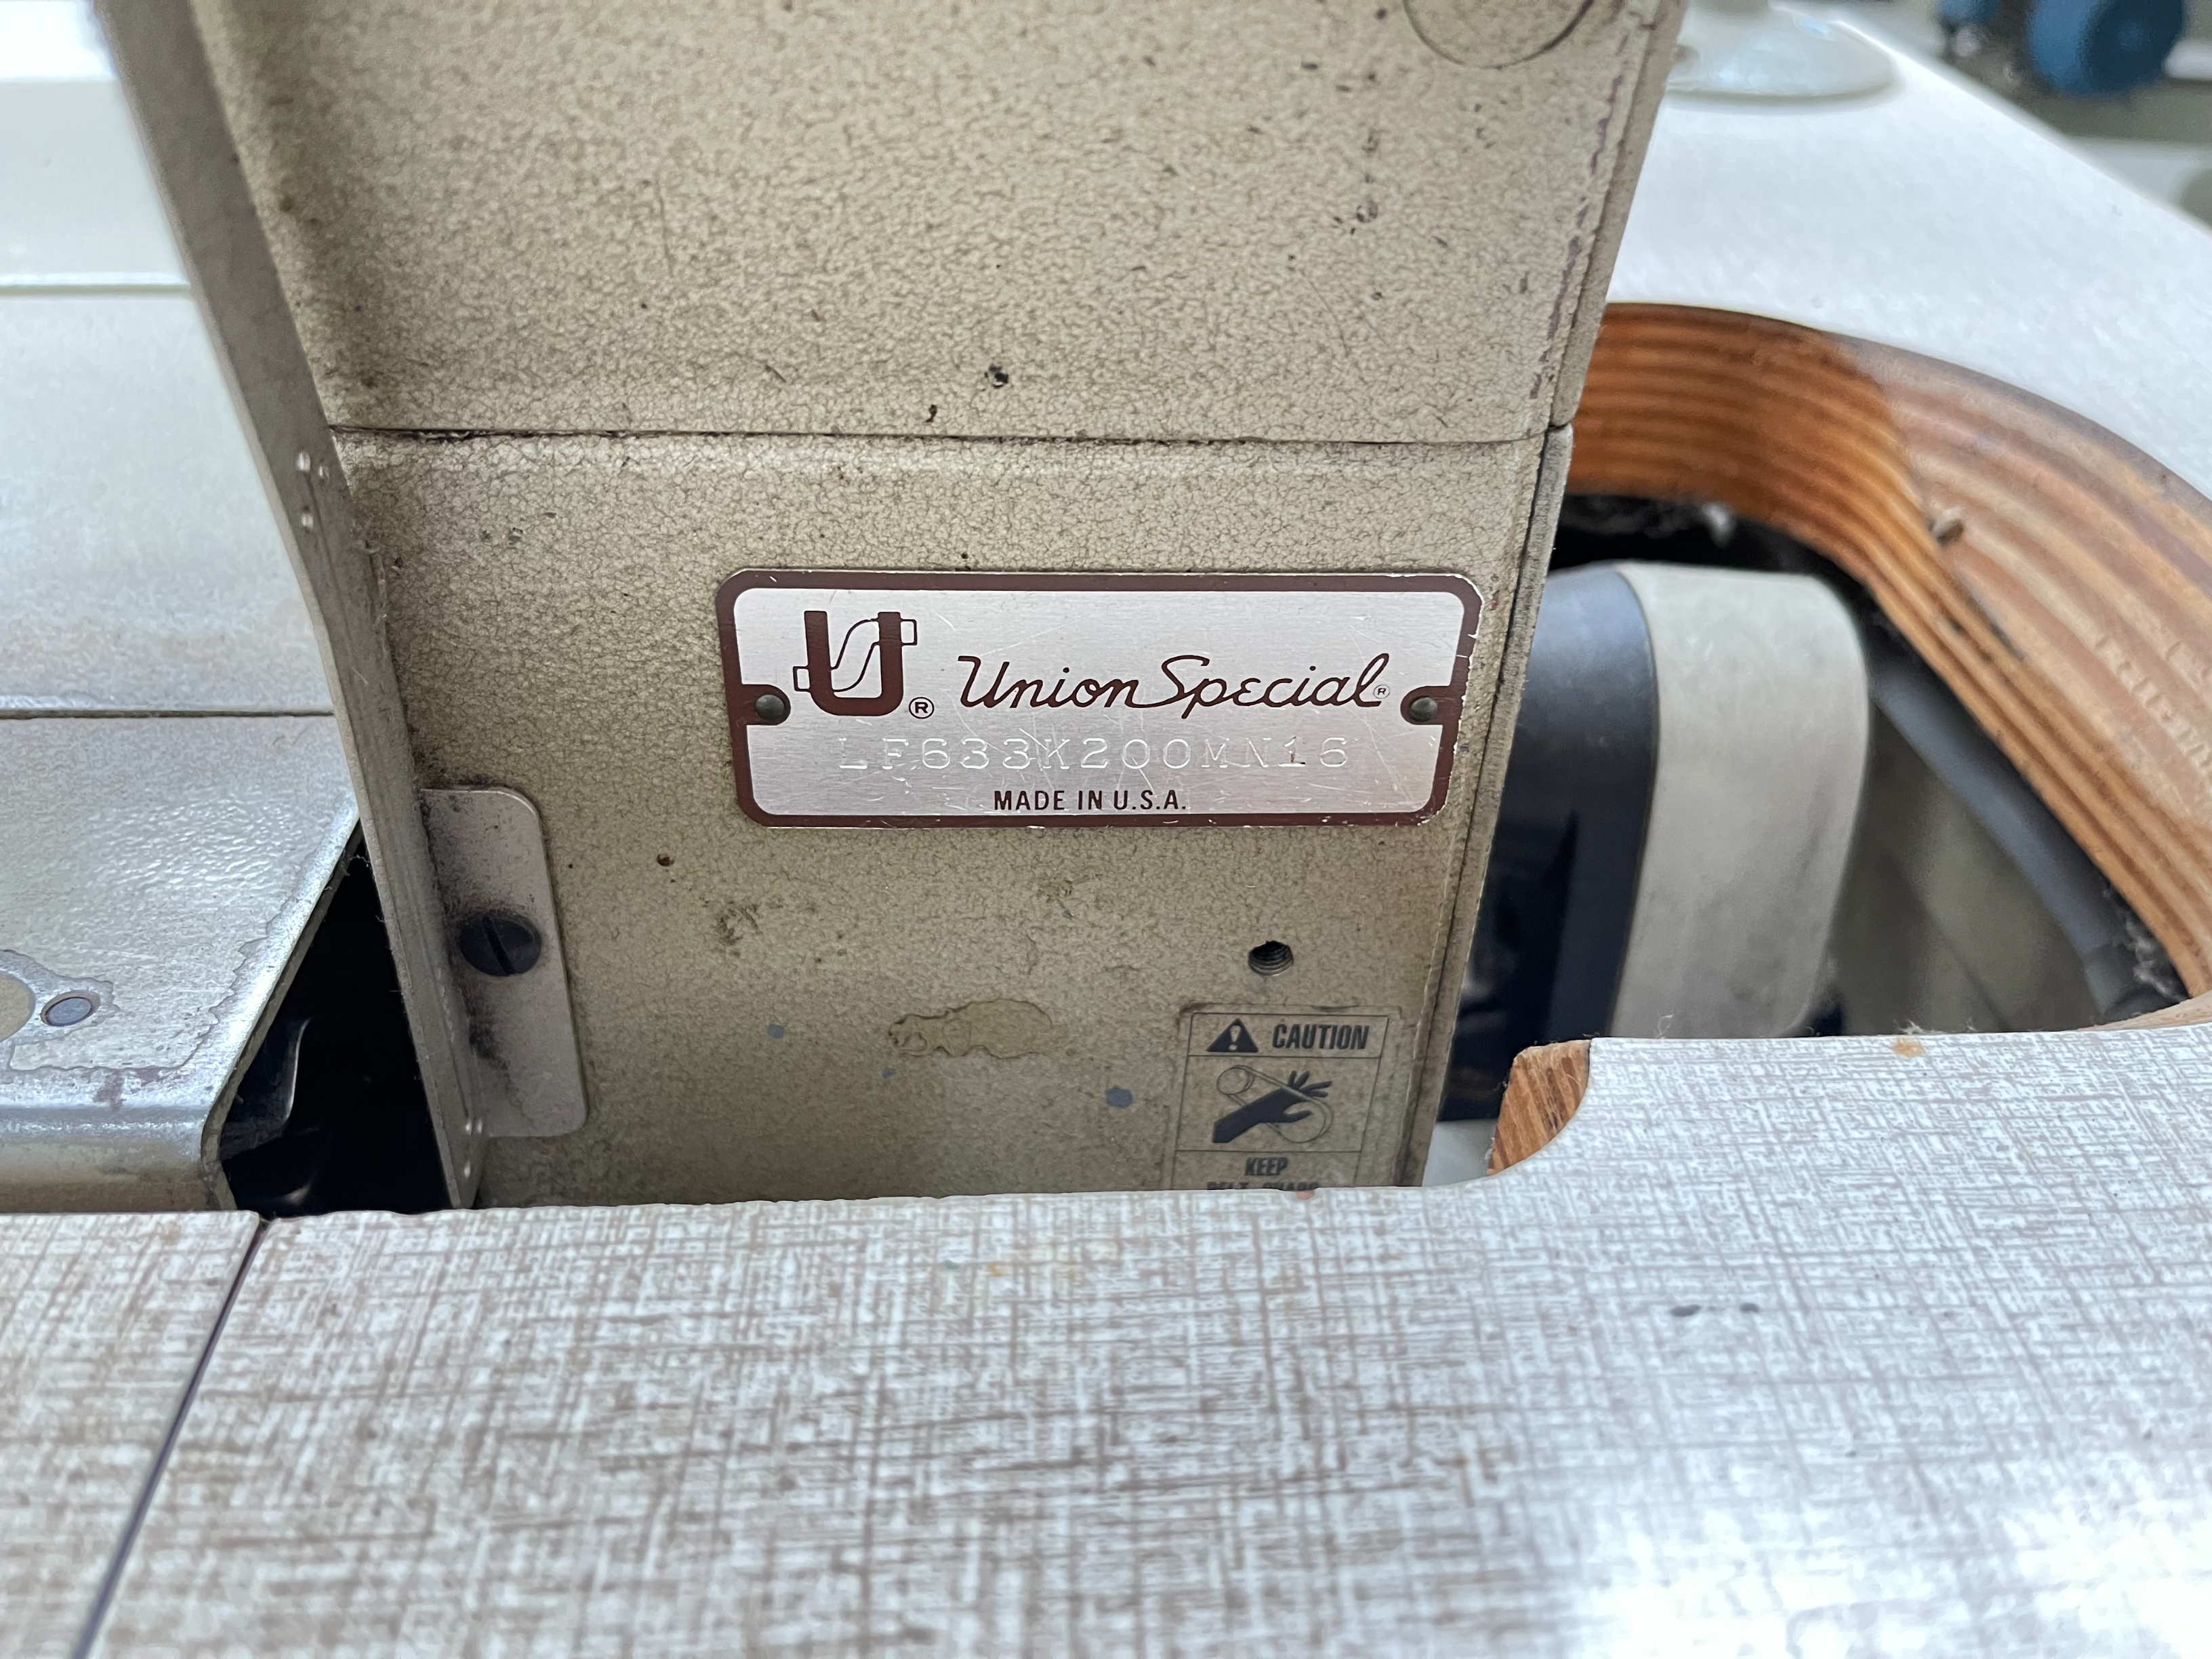 U® Union Special®
LF633K200MN16
MADE IN U.S.A.
CAUTION
KEEP